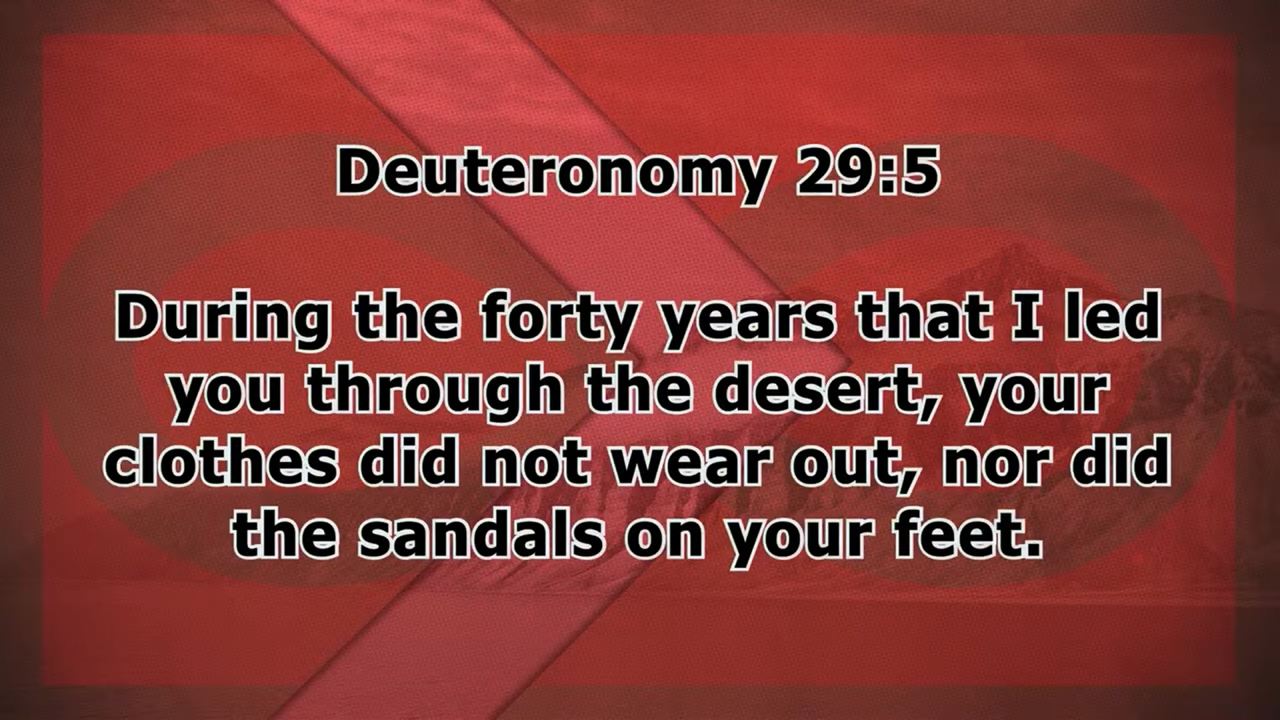 Deuteronomy 29:5
During the forty years that I led
you through the desert, your
clothes did not wear out, nor did
the sandals on your feet.